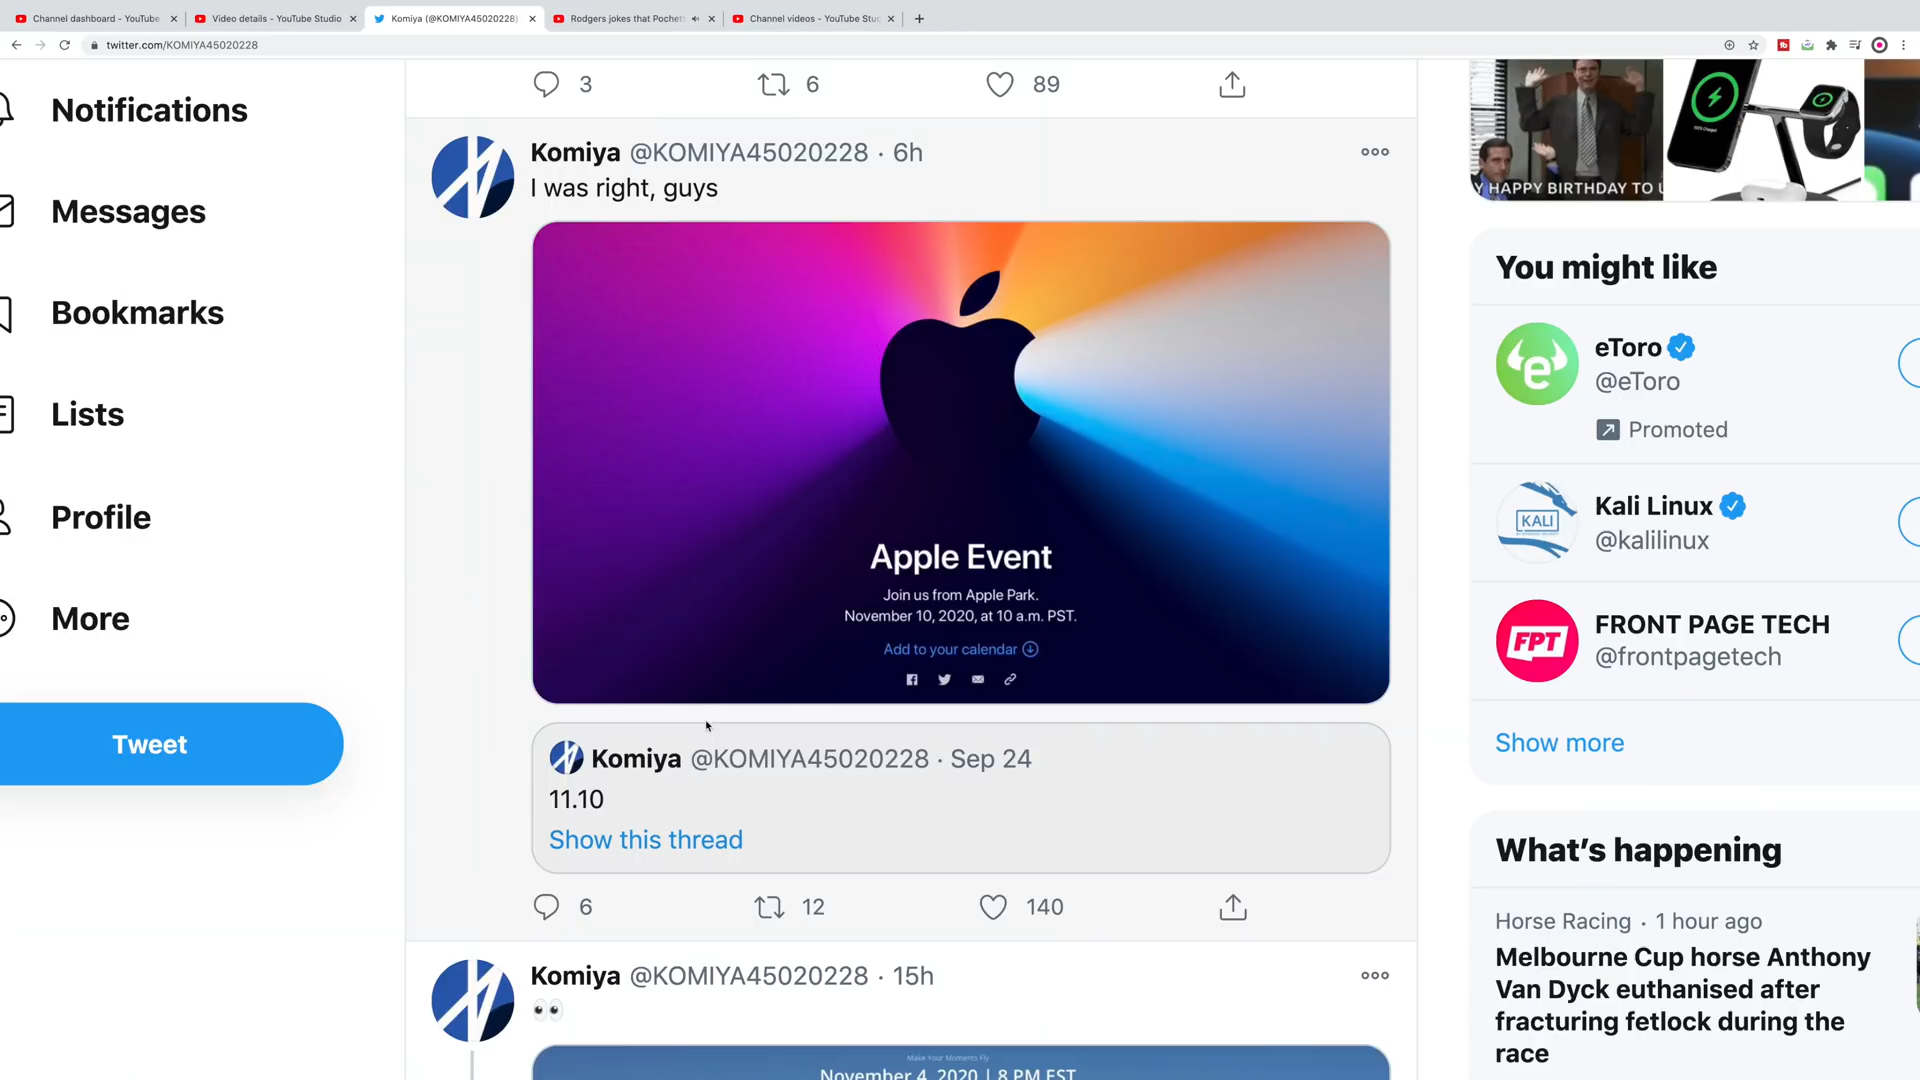 Channel dashboard - YouTube
Video details - YouTube Studio
Komiya (@KOMIYA45020228)
Rodgers jokes that Pochett
Channel videos - YouTube Stu
twitter.com/KOMIYA45020228
Notifications
Messages
Bookmarks
Lists
Profile
More
Tweet
3
6
89
Komiya @KOMIYA45020228 · 6h
I was right, guys
Apple Event
Join us from Apple Park.
November 10, 2020, at 10 a.m. PST.
Add to your calendar
Komiya @KOMIYA45020228 · Sep 24
11.10
Show this thread
6
12
140
Komiya @KOMIYA45020228 · 15h
👀
Make Your Moments Fly
November 4, 2020 | 8 PM EST
Y HAPPY BIRTHDAY TO U
You might like
eToro
@eToro
Promoted
KALI
Kali Linux
@kalilinux
FPT
FRONT PAGE TECH
@frontpagetech
Show more
What's happening
Horse Racing · 1 hour ago
Melbourne Cup horse Anthony
Van Dyck euthanised after
fracturing fetlock during the
race